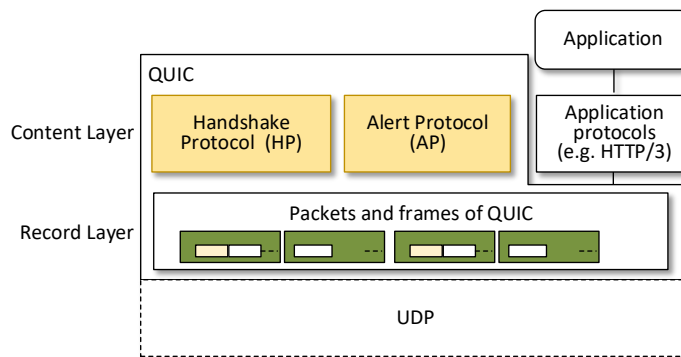 Application
QUIC
Content Layer
Handshake
Protocol (HP)
Alert Protocol
(AP)
Application
protocols
(e.g. HTTP/3)
Record Layer
Packets and frames of QUIC
UDP